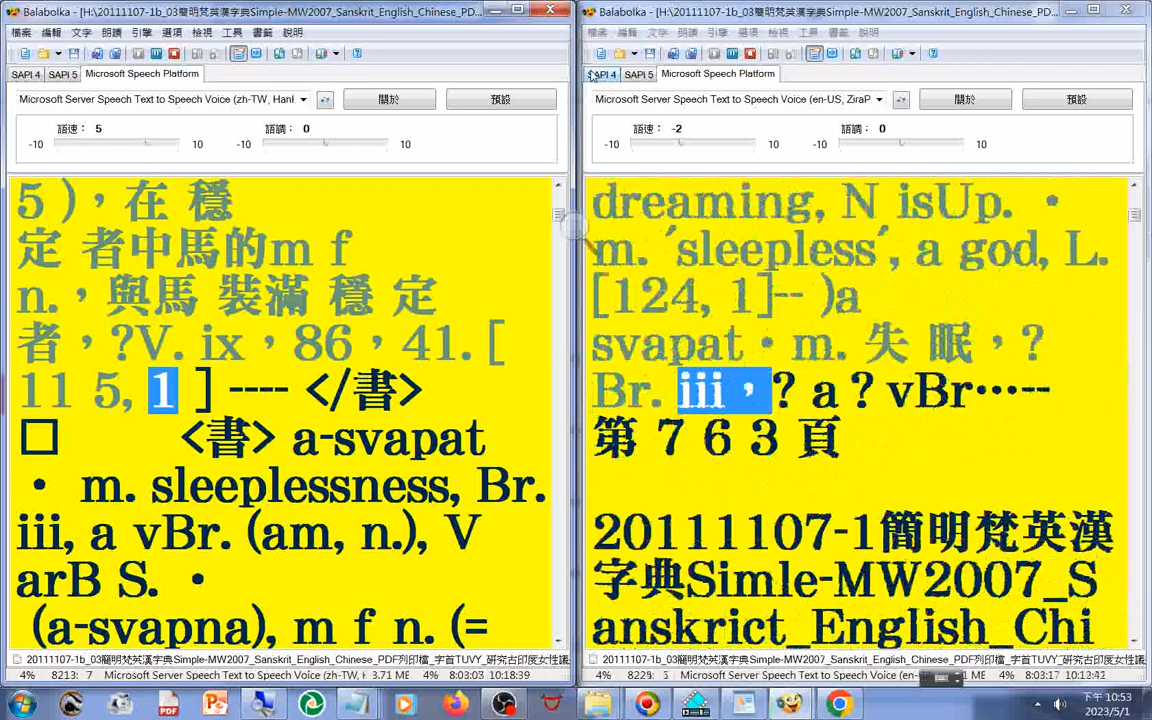 Balabolka - [H:\20111107-1b_03簡明梵英漢字典Simple-MW2007_Sanskrit_English_Chinese_PD...
檔案 編輯 文字 朗讀 引擎 選項 檢視 工具 書籤 說明
SAPI 4 SAPI 5 Microsoft Speech Platform
Microsoft Server Speech Text to Speech Voice (zh-TW, Hanl
關於 預設
語速： 5 語調： 0
-10 10 -10 10
5 )，在 穩
定 者中馬的m f
n.，與馬 裝滿 穩 定
者，?V. ix，86，41. [
11 5, 1 ] ---- </書>
□ <書> a-svapat
• m. sleeplessness, Br.
iii, a vBr. (am, n.), V
arB S. •
(a-svapna), m f n. (=
20111107-1b_03簡明梵英漢字典Simple-MW2007_Sanskrit_English_Chinese_PDF列印檔_字首TUVY_研究古印度女性議
4% 8213: 7 Microsoft Server Speech Text to Speech Voice (zh-TW, H 3.71 MB 4% 8:03:03 10:18:39
Balabolka - [H:\20111107-1b_03簡明梵英漢字典Simple-MW2007_Sanskrit_English_Chinese_PDF...
檔案 編輯 文字 朗讀 引擎 選項 檢視 工具 書籤 說明
SAPI 4 SAPI 5 Microsoft Speech Platform
Microsoft Server Speech Text to Speech Voice (en-US, ZiraP
關於 預設
語速： -2 語調： 0
-10 10 -10 10
dreaming, N isUp. •
m. ′sleepless′, a god, L.
[124, 1]-- )a
svapat • m. 失 眠，?
Br. iii，? a ? vBr…--
第 7 6 3 頁
20111107-1簡明梵英漢
字典Simle-MW2007_S
anskrict_English_Chi
20111107-1b_03簡明梵英漢字典Simple-MW2007_Sanskrit_English_Chinese_PDF列印檔_字首TUVY_研究古印度女性議
4% 8229: Microsoft Server Speech Text to Speech Voice (en-US, 4% 8:03:05 10:13:42
下午 10:53
2023/5/1